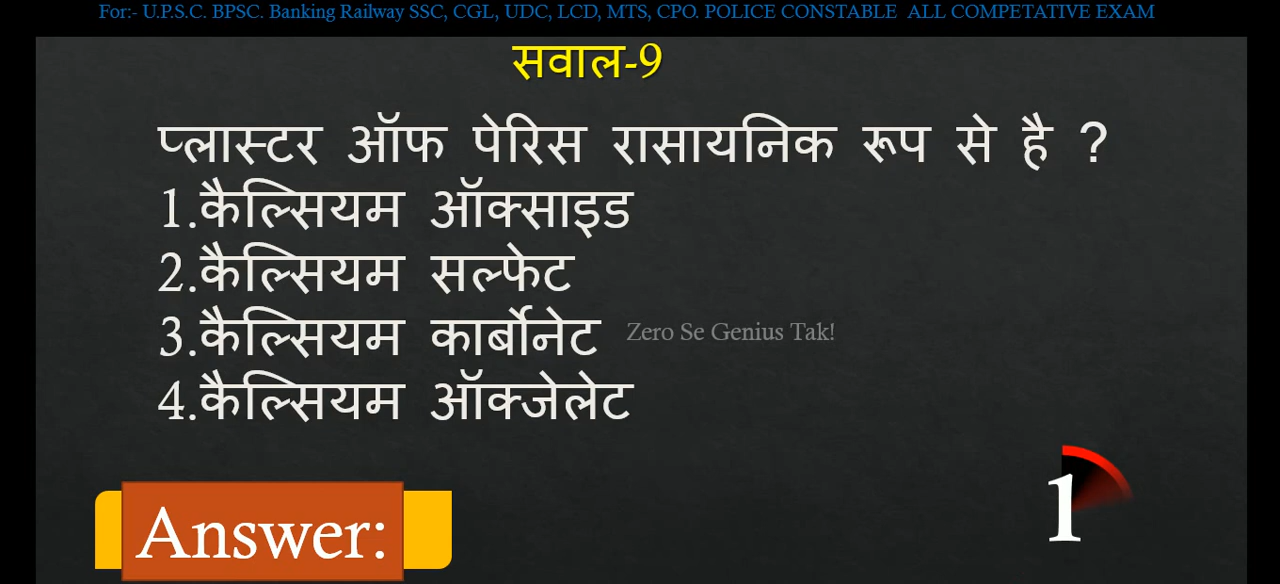 For:- U.P.S.C. BPSC. Banking Railway SSC, CGL, UDC, LCD, MTS, CPO. POLICE CONSTABLE ALL COMPETATIVE EXAM
सवाल-9
प्लास्टर ऑफ पेरिस रासायनिक रूप से है ?
1.कैल्सियम ऑक्साइड
2.कैल्सियम सल्फेट
3.कैल्सियम कार्बोनेट
Zero Se Genius Tak!
4.कैल्सियम ऑक्जेलेट
Answer:
1